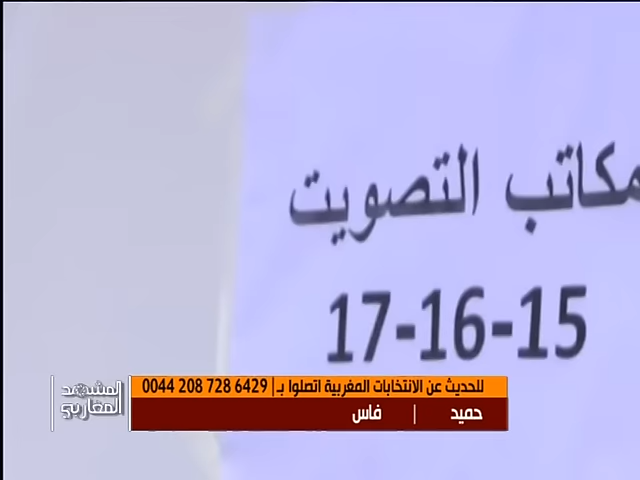 مكاتب التصويت
17-16-15
للحديث عن الانتخابات المغربية اتصلوا بـ | 0044 208 728 6429
حميد | فاس
المشهد
المغاربي